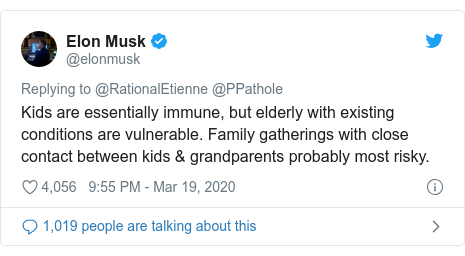 Elon Musk
@elonmusk
Replying to @RationalEtienne @PPathole
Kids are essentially immune, but elderly with existing
conditions are vulnerable. Family gatherings with close
contact between kids & grandparents probably most risky.
4,056 9:55 PM - Mar 19, 2020
1,019 people are talking about this